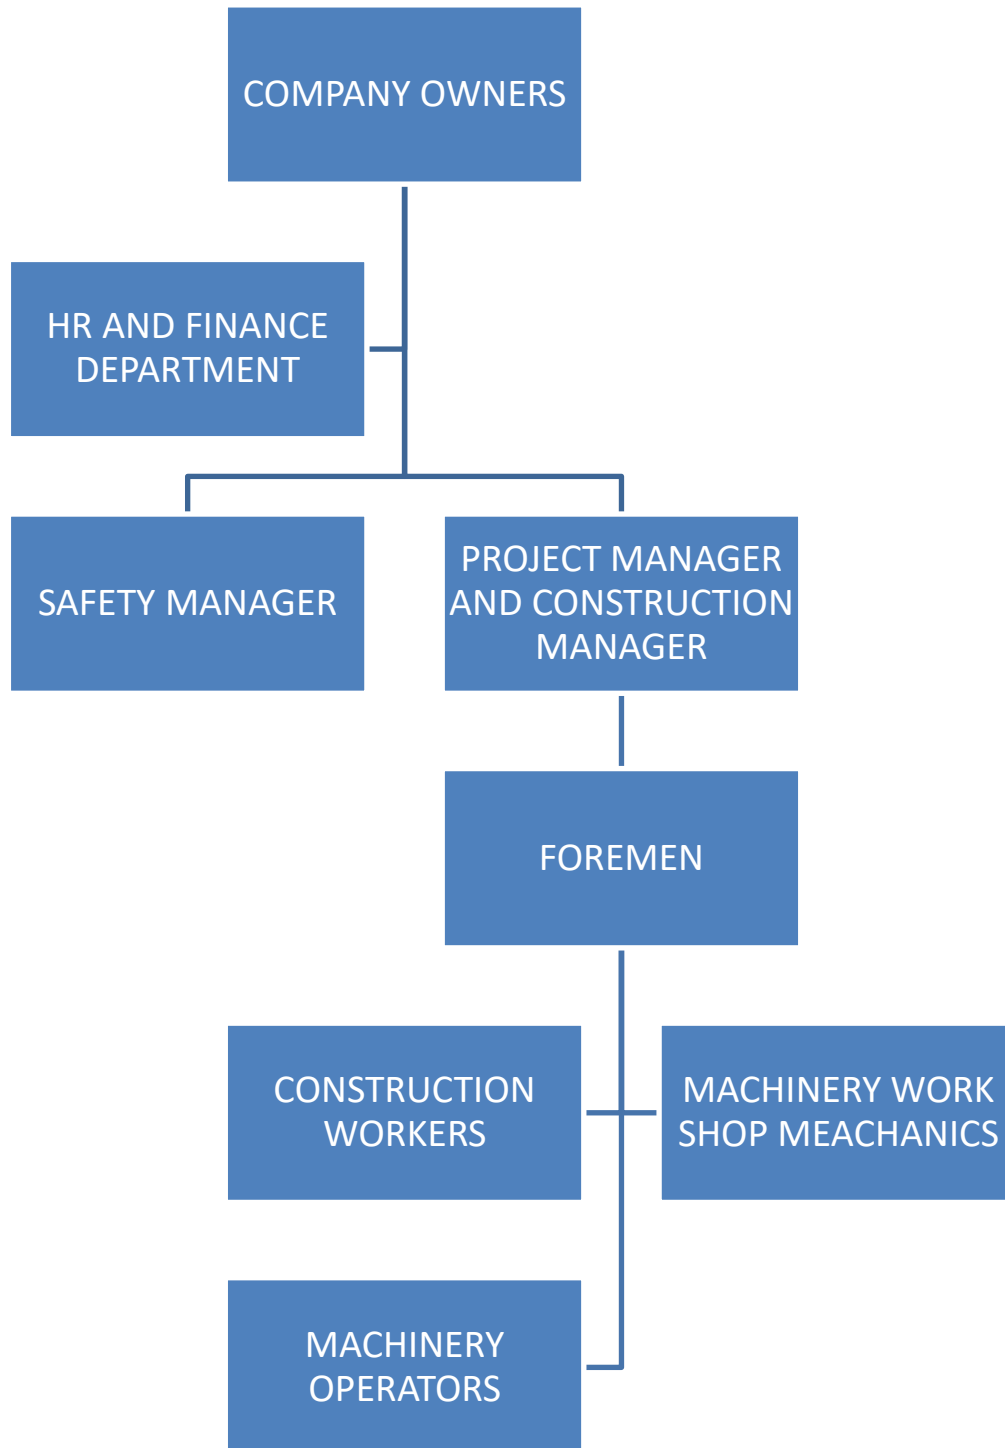 COMPANY OWNERS
HR AND FINANCE
DEPARTMENT
SAFETY MANAGER
PROJECT MANAGER
AND CONSTRUCTION
MANAGER
FOREMEN
CONSTRUCTION
WORKERS
MACHINERY WORK
SHOP MEACHANICS
MACHINERY
OPERATORS